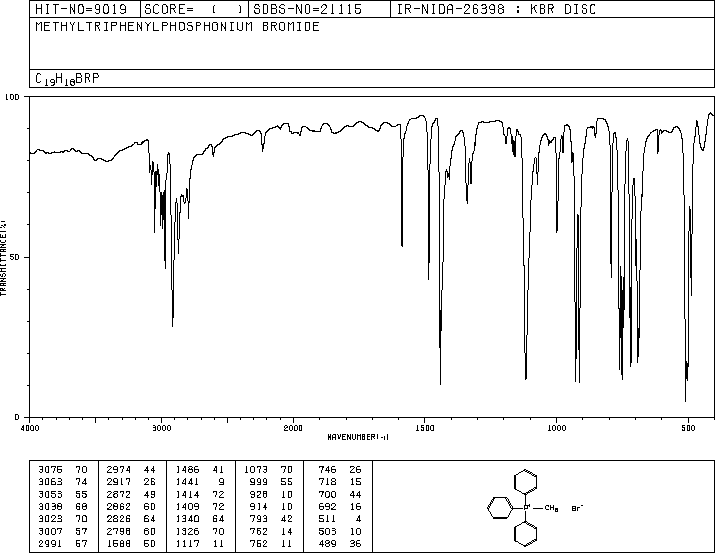 HIT-NO=9019 SCORE= ( ) SDBS-NO=21115 IR-NIDA-26398 : KBR DISC
METHYLTRIPHENYLPHOSPHONIUM BROMIDE
C19H18BRP
100
50
0
TRANSMITTANCE(%)
4000 3000 2000 1500 1000 500
WAVENUMBER(-1)
3076 70 2974 44 1486 41 1073 70 746 26
3063 74 2917 26 1441 9 999 55 718 15
3053 55 2872 49 1414 72 928 10 700 44
3038 68 2862 60 1409 72 914 10 692 16
3023 70 2826 64 1340 64 793 42 511 4
3007 57 2798 60 1326 70 762 14 503 10
2991 57 1588 50 1117 11 752 11 489 36
P+ CH3 Br-